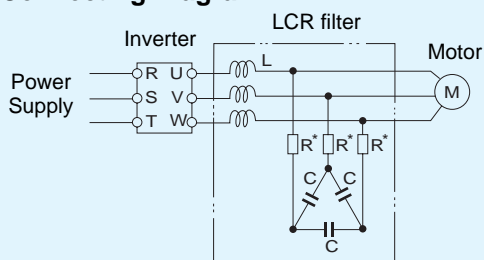 LCR filter
Inverter
Motor
Power
Supply
R U
S V
T W
L
M
R* R* R*
C C
C